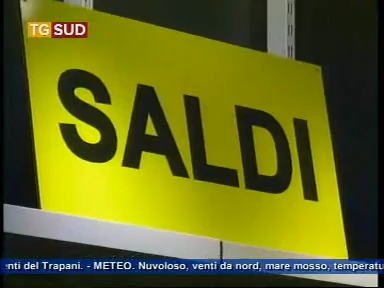 TG SUD
SALDI
enti del Trapani. - METEO. Nuvoloso, venti da nord, mare mosso, temperatu